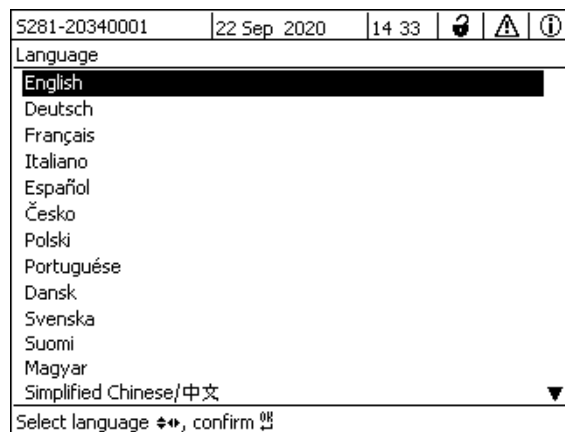 S281-20340001 22 Sep 2020 14 33
Language
English
Deutsch
Français
Italiano
Español
Česko
Polski
Portuguése
Dansk
Svenska
Suomi
Magyar
Simplified Chinese/中文
Select language, confirm OK